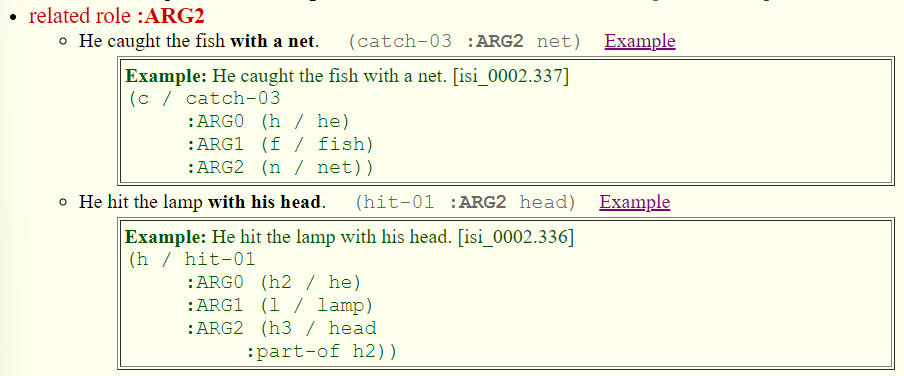 • related role :ARG2
○ He caught the fish with a net. (catch-03 :ARG2 net) Example
Example: He caught the fish with a net. [isi_0002.337]
(c / catch-03
:ARG0 (h / he)
:ARG1 (f / fish)
:ARG2 (n / net))
○ He hit the lamp with his head. (hit-01 :ARG2 head) Example
Example: He hit the lamp with his head. [isi_0002.336]
(h / hit-01
:ARG0 (h2 / he)
:ARG1 (l / lamp)
:ARG2 (h3 / head
:part-of h2))